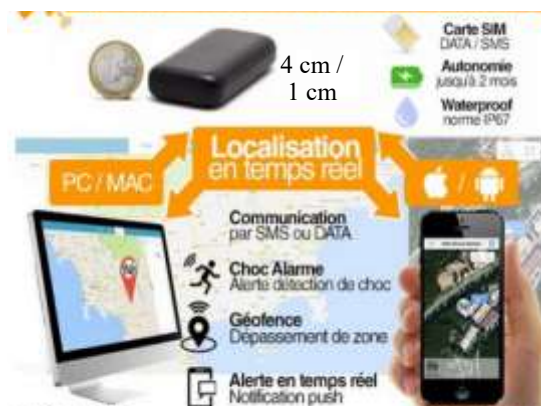 Carte SIM
DATA / SMS
4 cm /
1 cm
Autonomie
jusqu'à 2 mois
Waterproof
norme IP67
Localisation
en temps réel
PC / MAC
/
Communication
par SMS ou DATA
Choc Alarme
Alerte détection de choc
Géofence
Dépassement de zone
Alerte en temps réel
Notification push